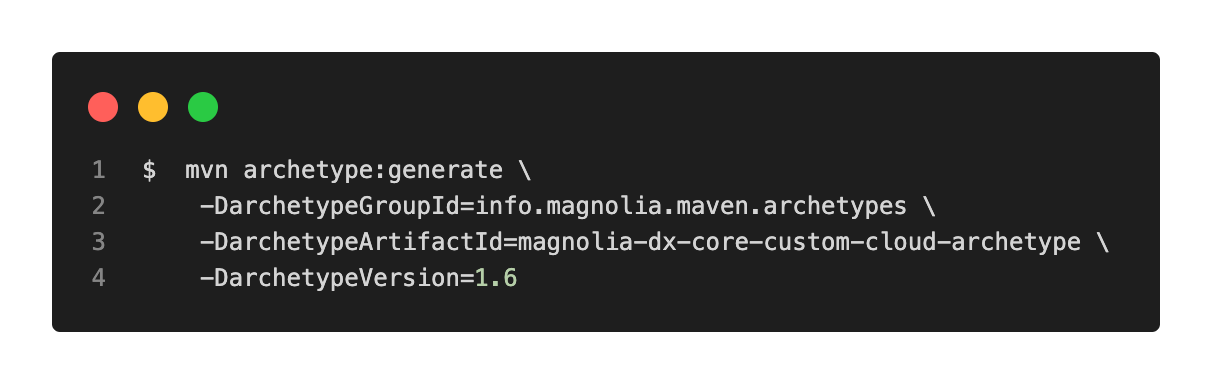 1 $ mvn archetype:generate \
2 -DarchetypeGroupId=info.magnolia.maven.archetypes \
3 -DarchetypeArtifactId=magnolia-dx-core-custom-cloud-archetype \
4 -DarchetypeVersion=1.6